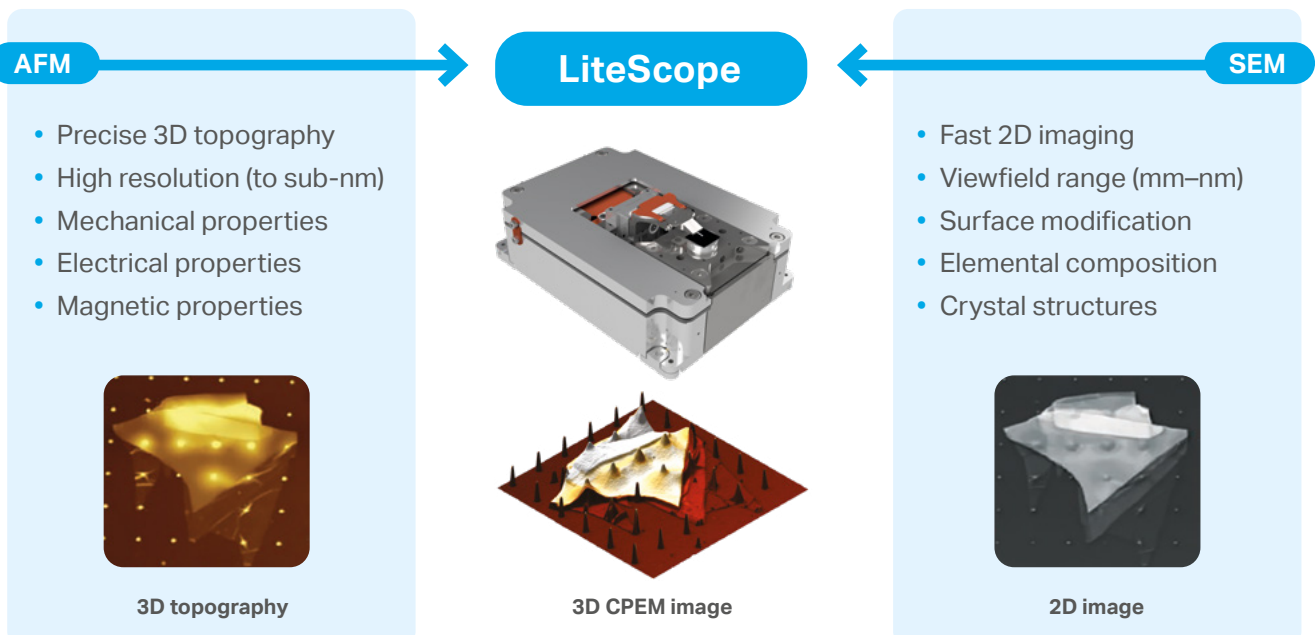 AFM
LiteScope
SEM
• Precise 3D topography
• High resolution (to sub-nm)
• Mechanical properties
• Electrical properties
• Magnetic properties
• Fast 2D imaging
• Viewfield range (mm–nm)
• Surface modification
• Elemental composition
• Crystal structures
3D topography
3D CPEM image
2D image